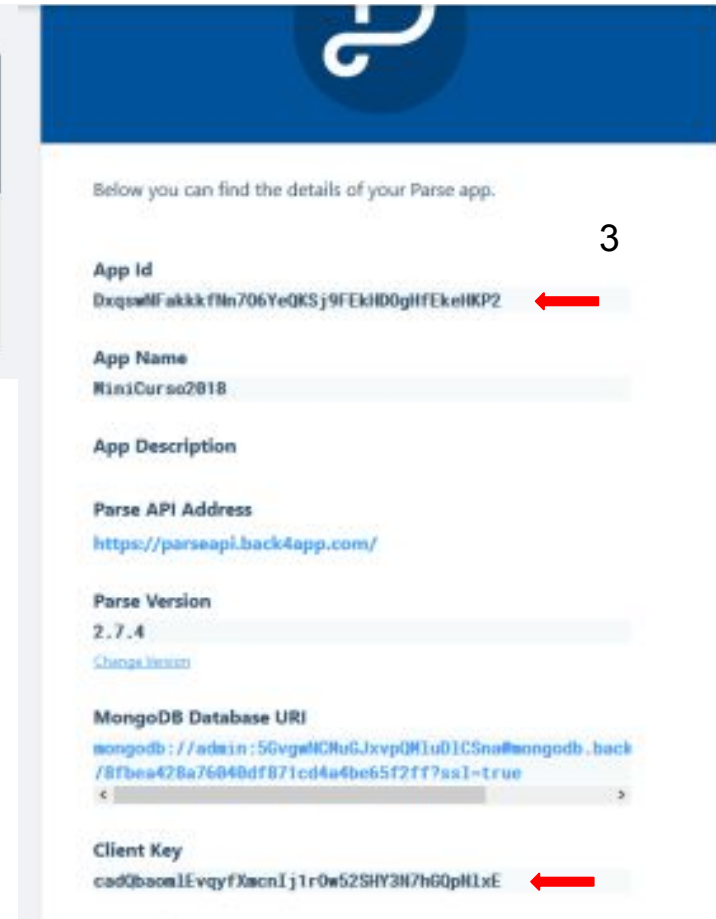 Below you can find the details of your Parse app.
3
App Id
App Name
MiniCurso2018
App Description
Parse API Address
https://parseapi.back4app.com/
Parse Version
2.7.4
Change Version
MongoDB Database URI
Client Key